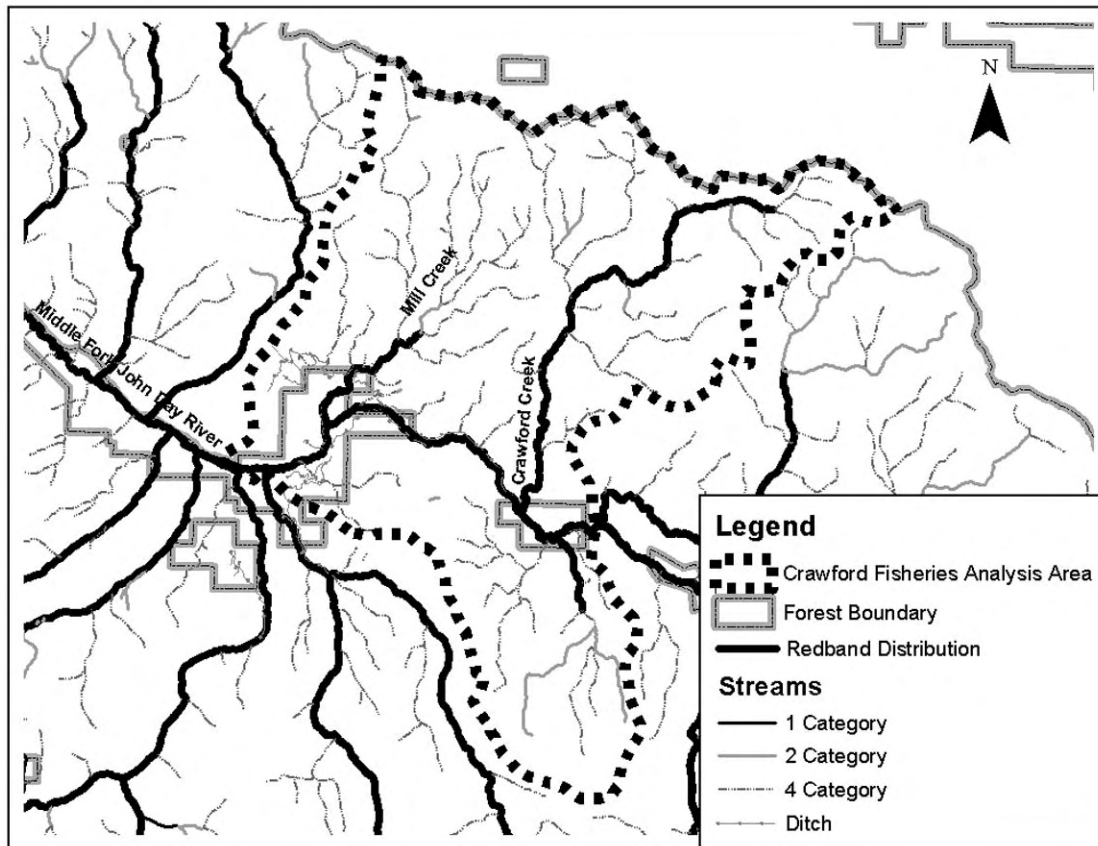 N
Mill Creek
Middle Fork John Day River
Crawford Creek
Legend
Crawford Fisheries Analysis Area
Forest Boundary
Redband Distribution
Streams
1 Category
2 Category
4 Category
Ditch